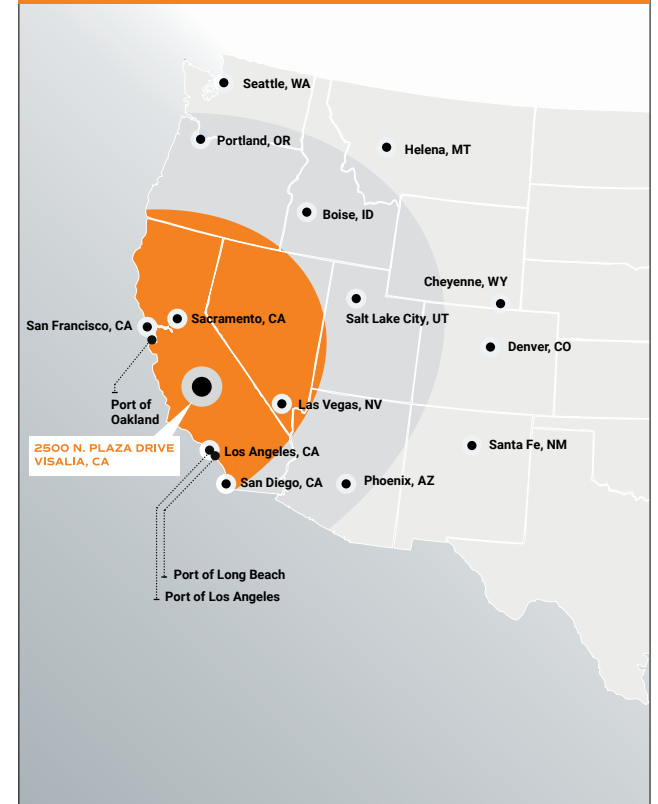 Seattle, WA
Portland, OR
Helena, MT
Boise, ID
Cheyenne, WY
San Francisco, CA
Sacramento, CA
Salt Lake City, UT
Denver, CO
Port of
Oakland
Las Vegas, NV
2500 N. PLAZA DRIVE
VISALIA, CA
Los Angeles, CA
Santa Fe, NM
San Diego, CA
Phoenix, AZ
Port of Long Beach
Port of Los Angeles